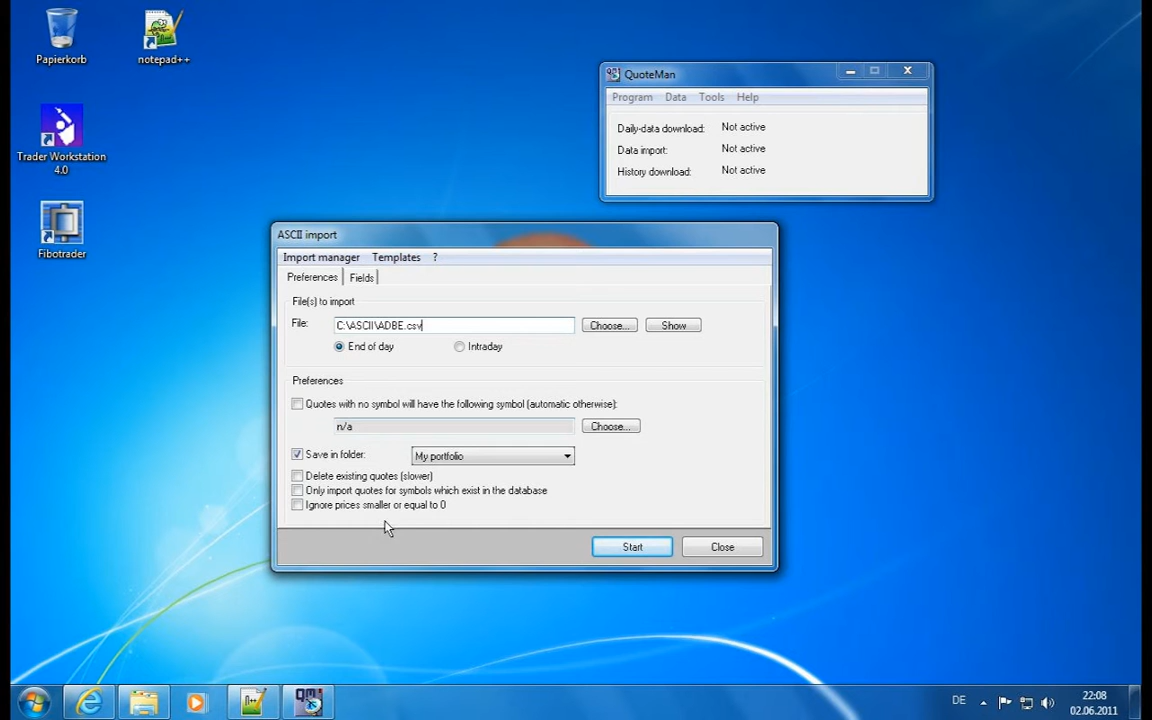 Papierkorb
notepad++
Trader Workstation
4.0
Fibotrader
QuoteMan
Program Data Tools Help
Daily-data download: Not active
Data import: Not active
History download: Not active
ASCII import
Import manager Templates ?
Preferences Fields
File(s) to import
File: C:\ASCII\ADBE.csv Choose... Show
End of day Intraday
Preferences
Quotes with no symbol will have the following symbol (automatic otherwise):
n/a Choose...
Save in folder: My portfolio
Delete existing quotes (slower)
Only import quotes for symbols which exist in the database
Ignore prices smaller or equal to 0
Start Close
DE 22:08
02.06.2011